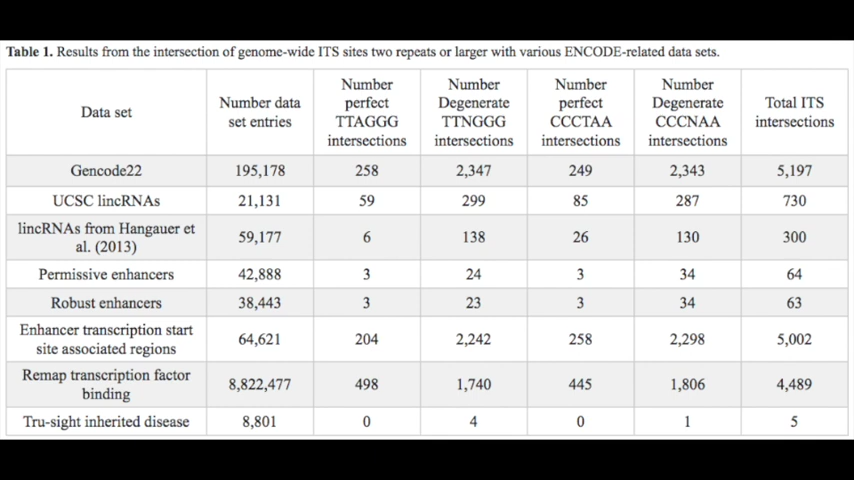 Table 1. Results from the intersection of genome-wide ITS sites two repeats or larger with various ENCODE-related data sets.
Data set
Number data
set entries
Number
perfect
TTAGGG
intersections
Number
Degenerate
TTNGGG
intersections
Number
perfect
CCCTAA
intersections
Number
Degenerate
CCCNAA
intersections
Total ITS
intersections
Gencode22 195,178 258 2,347 249 2,343 5,197
UCSC lincRNAs 21,131 59 299 85 287 730
lincRNAs from Hangauer et
al. (2013)
59,177 6 138 26 130 300
Permissive enhancers 42,888 3 24 3 34 64
Robust enhancers 38,443 3 23 3 34 63
Enhancer transcription start
site associated regions
64,621 204 2,242 258 2,298 5,002
Remap transcription factor
binding
8,822,477 498 1,740 445 1,806 4,489
Tru-sight inherited disease 8,801 0 4 0 1 5